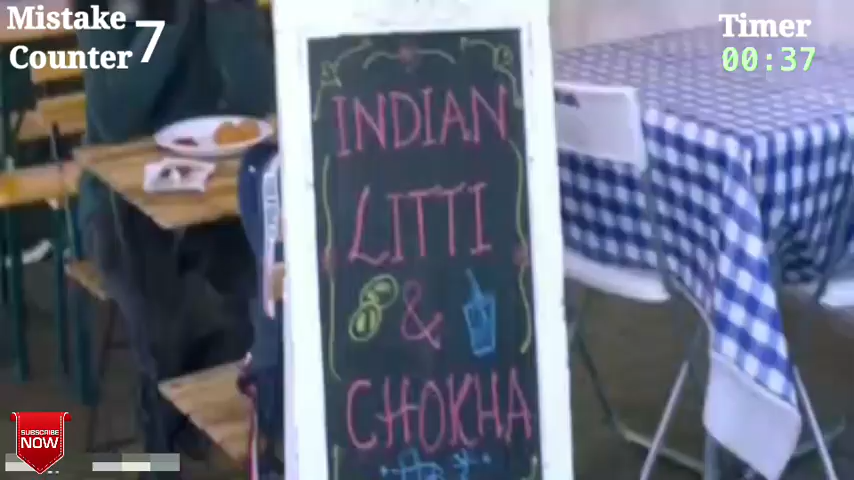 Mistake
Counter 7
Timer
00:37
INDIAN
LITTI
&
CHOKHA
SUBSCRIBE
NOW